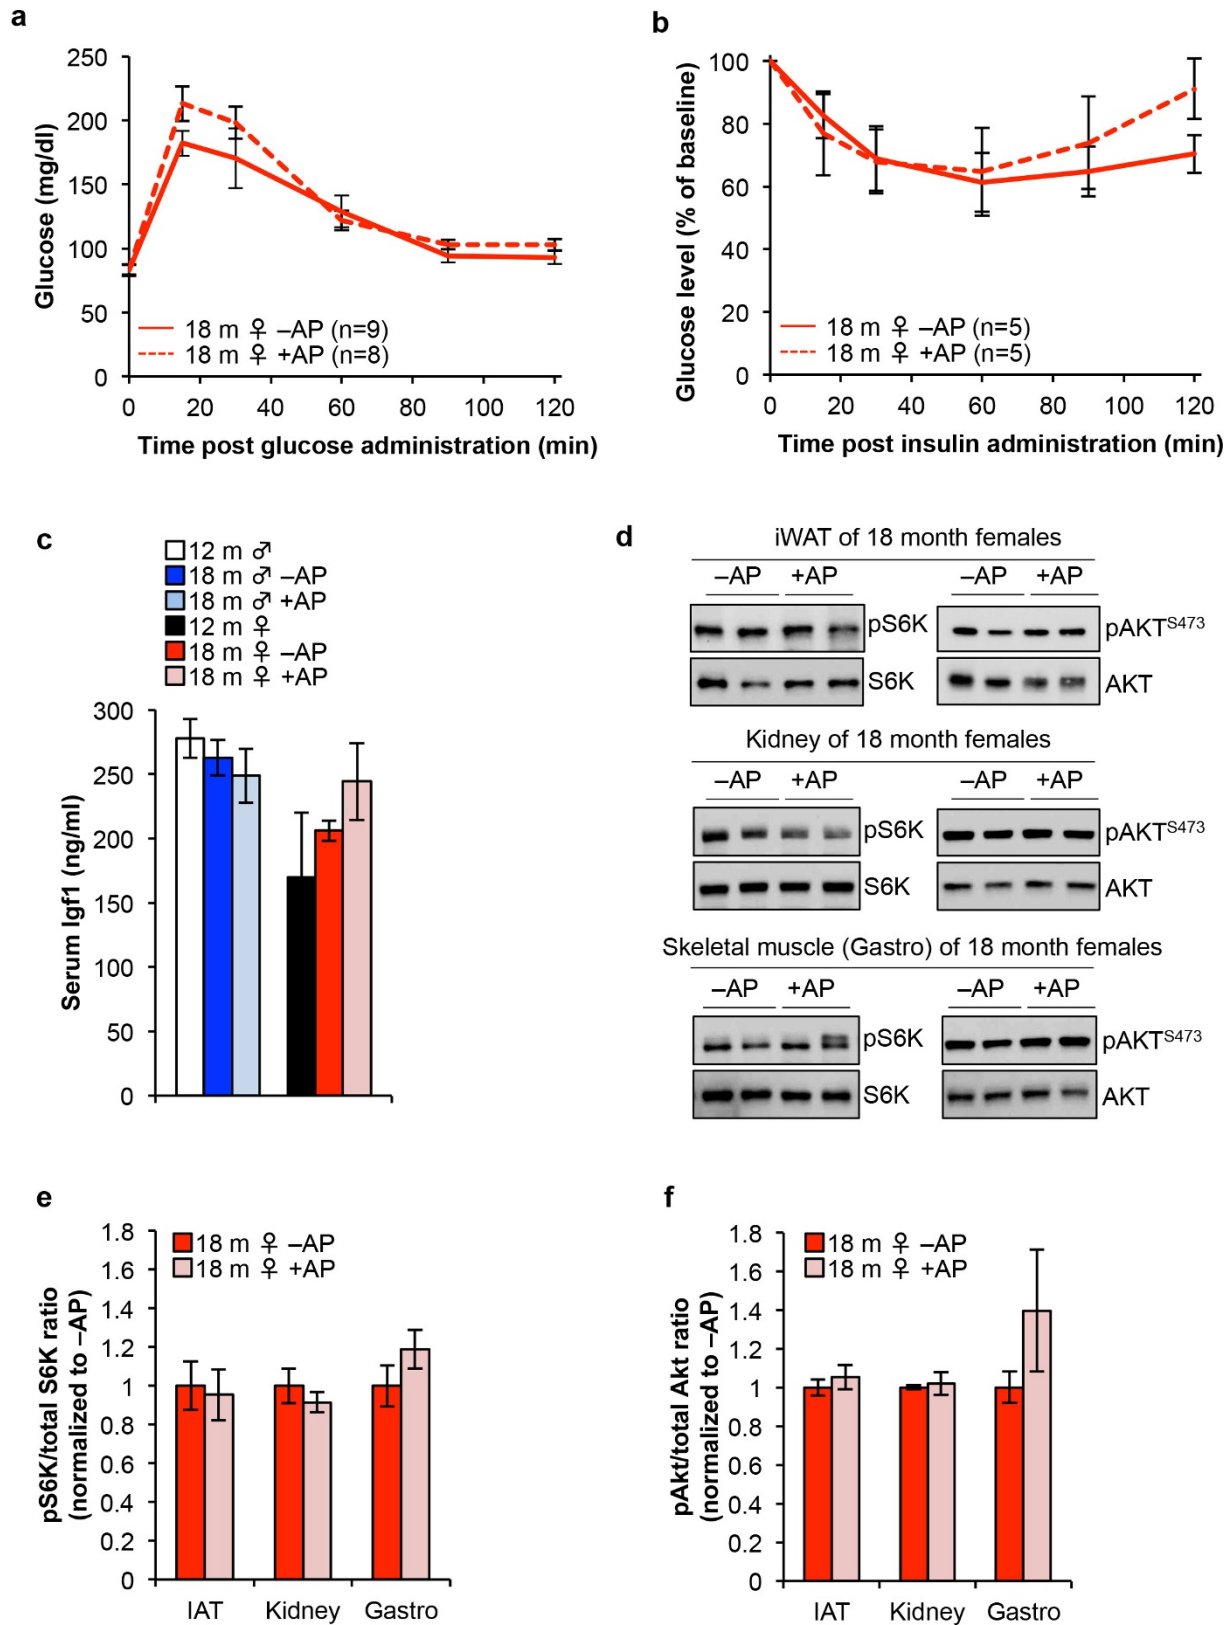 a
250
200
150
100
50
0
Glucose (mg/dl)
18 m ♀ –AP (n=9)
18 m ♀ +AP (n=8)
0 20 40 60 80 100 120
Time post glucose administration (min)
b
100
80
60
40
20
0
Glucose level (% of baseline)
18 m ♀ –AP (n=5)
18 m ♀ +AP (n=5)
0 20 40 60 80 100 120
Time post insulin administration (min)
c
12 m ♂
18 m ♂ –AP
18 m ♂ +AP
12 m ♀
18 m ♀ –AP
18 m ♀ +AP
300
250
200
150
100
50
0
Serum Igf1 (ng/ml)
d
iWAT of 18 month females
–AP +AP –AP +AP
pS6K pAKTS473
S6K AKT
Kidney of 18 month females
–AP +AP –AP +AP
pS6K pAKTS473
S6K AKT
Skeletal muscle (Gastro) of 18 month females
–AP +AP –AP +AP
pS6K pAKTS473
S6K AKT
e
1.8
1.6
1.4
1.2
1
0.8
0.6
0.4
0.2
0
pS6K/total S6K ratio
(normalized to –AP)
18 m ♀ –AP
18 m ♀ +AP
IAT Kidney Gastro
f
1.8
1.6
1.4
1.2
1
0.8
0.6
0.4
0.2
0
pAkt/total Akt ratio
(normalized to –AP)
18 m ♀ –AP
18 m ♀ +AP
IAT Kidney Gastro